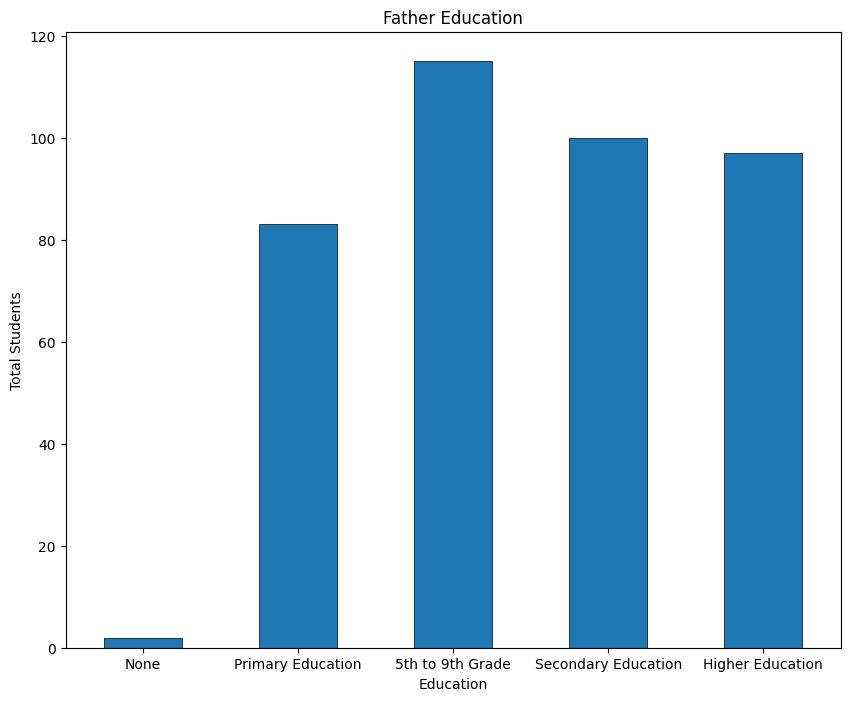 Father Education
120
100
80
60
40
20
0
Total Students
None
Primary Education
5th to 9th Grade
Secondary Education
Higher Education
Education